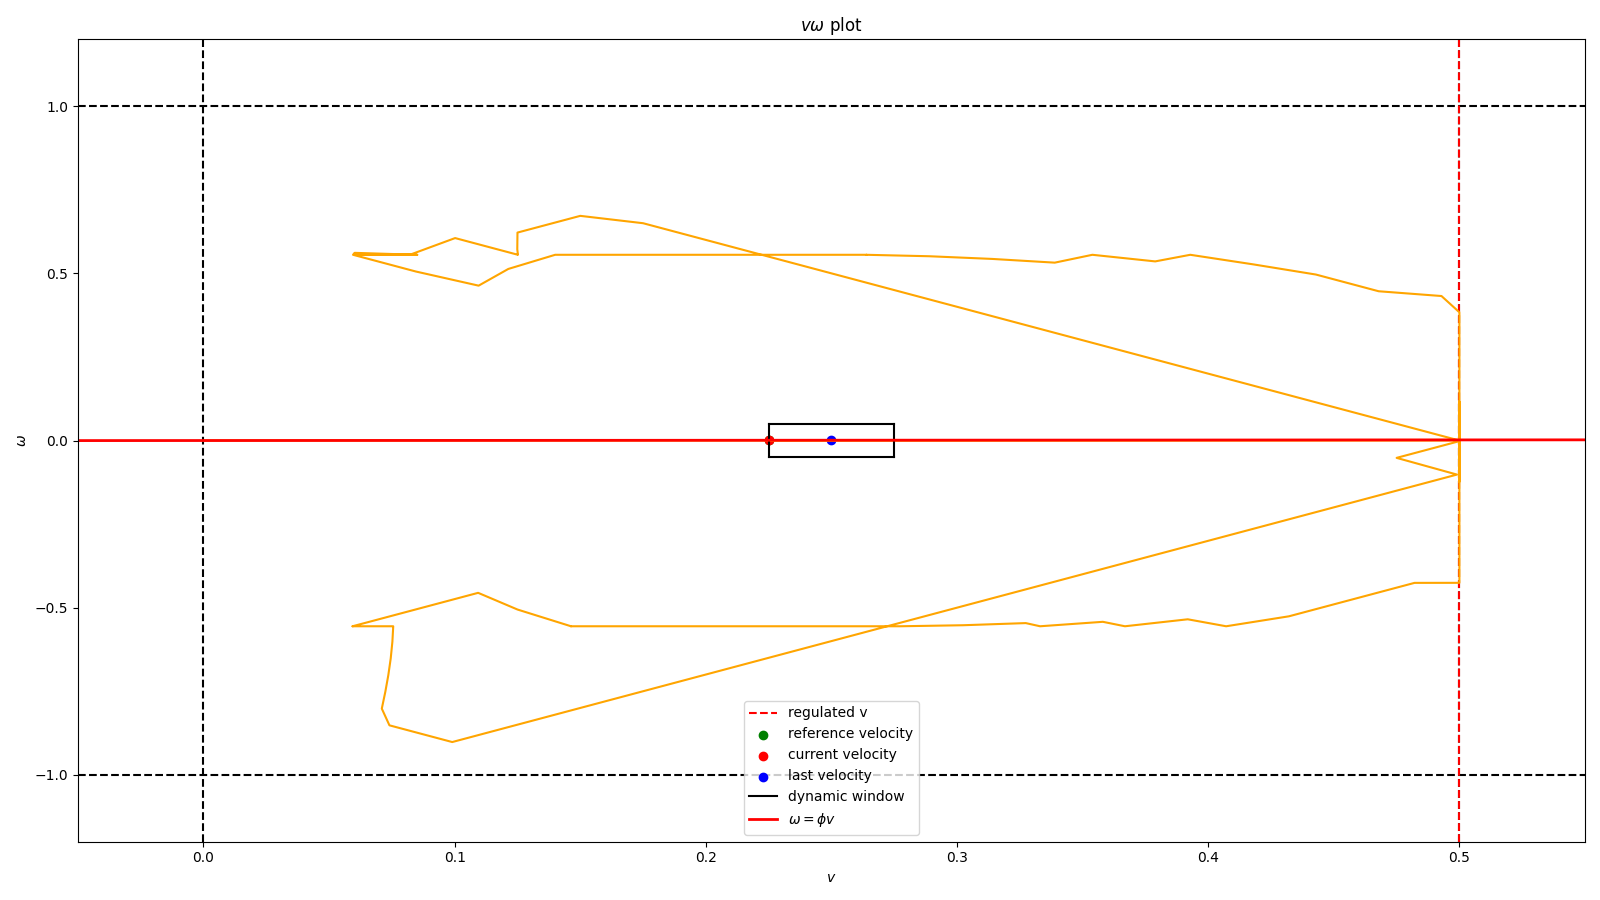 vω plot
1.0
0.5
0.0
−0.5
−1.0
ω
0.0 0.1 0.2 0.3 0.4 0.5
v
regulated v
reference velocity
current velocity
last velocity
dynamic window
ω = ϕv